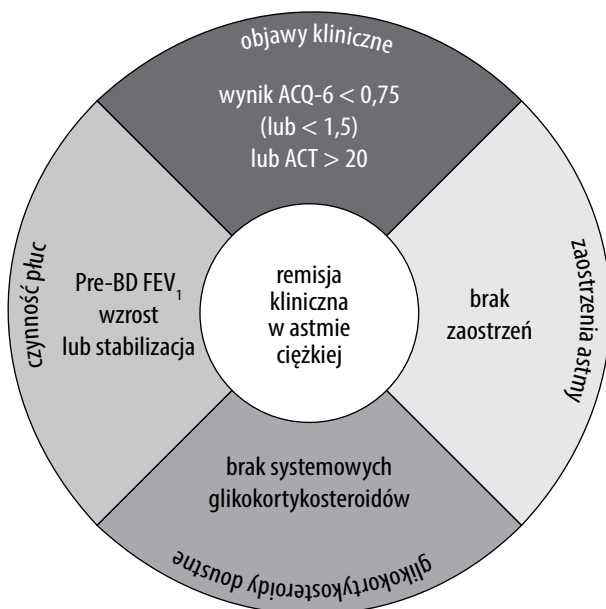 objawy kliniczne
wynik ACQ-6 < 0,75
(lub < 1,5)
lub ACT > 20
czynność płuc
Pre-BD FEV₁
wzrost
lub stabilizacja
remisja
kliniczna
w astmie
ciężkiej
brak
zaostrzeń
zaostrzenia astmy
brak systemowych
glikokortykosteroidów
glikokortykosteroidy doustne